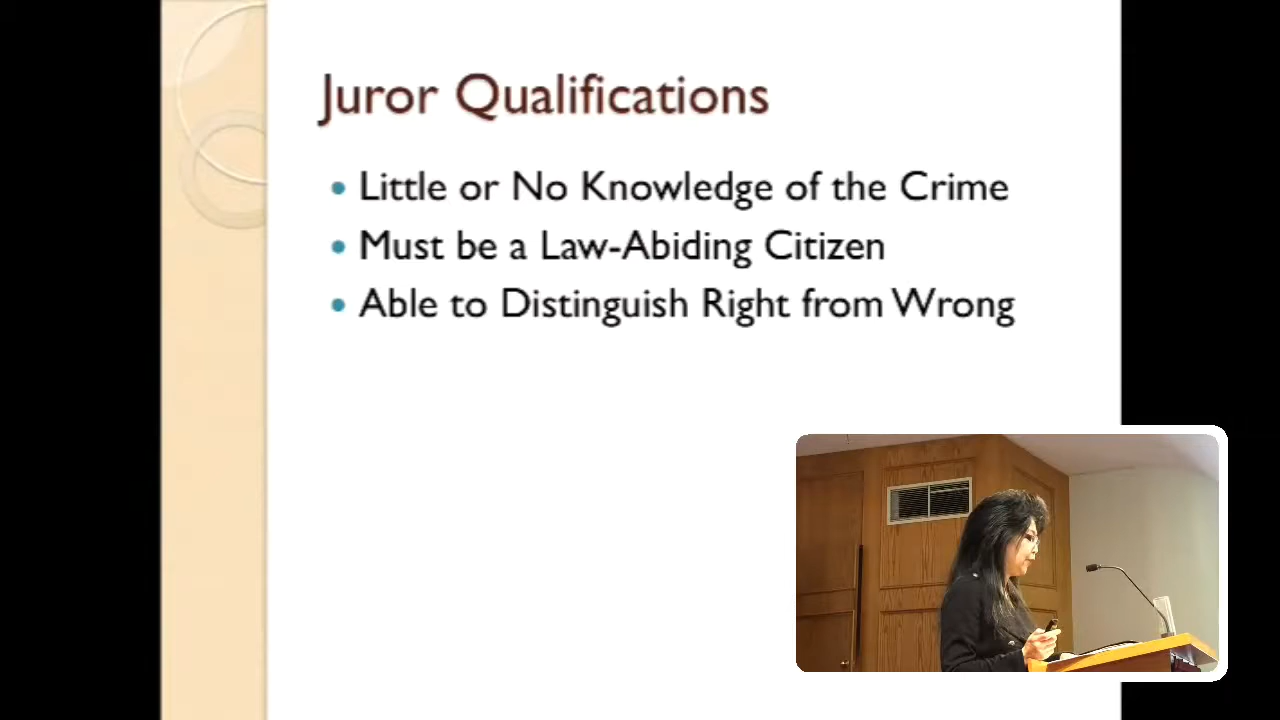 Juror Qualifications
Little or No Knowledge of the Crime
Must be a Law-Abiding Citizen
Able to Distinguish Right from Wrong